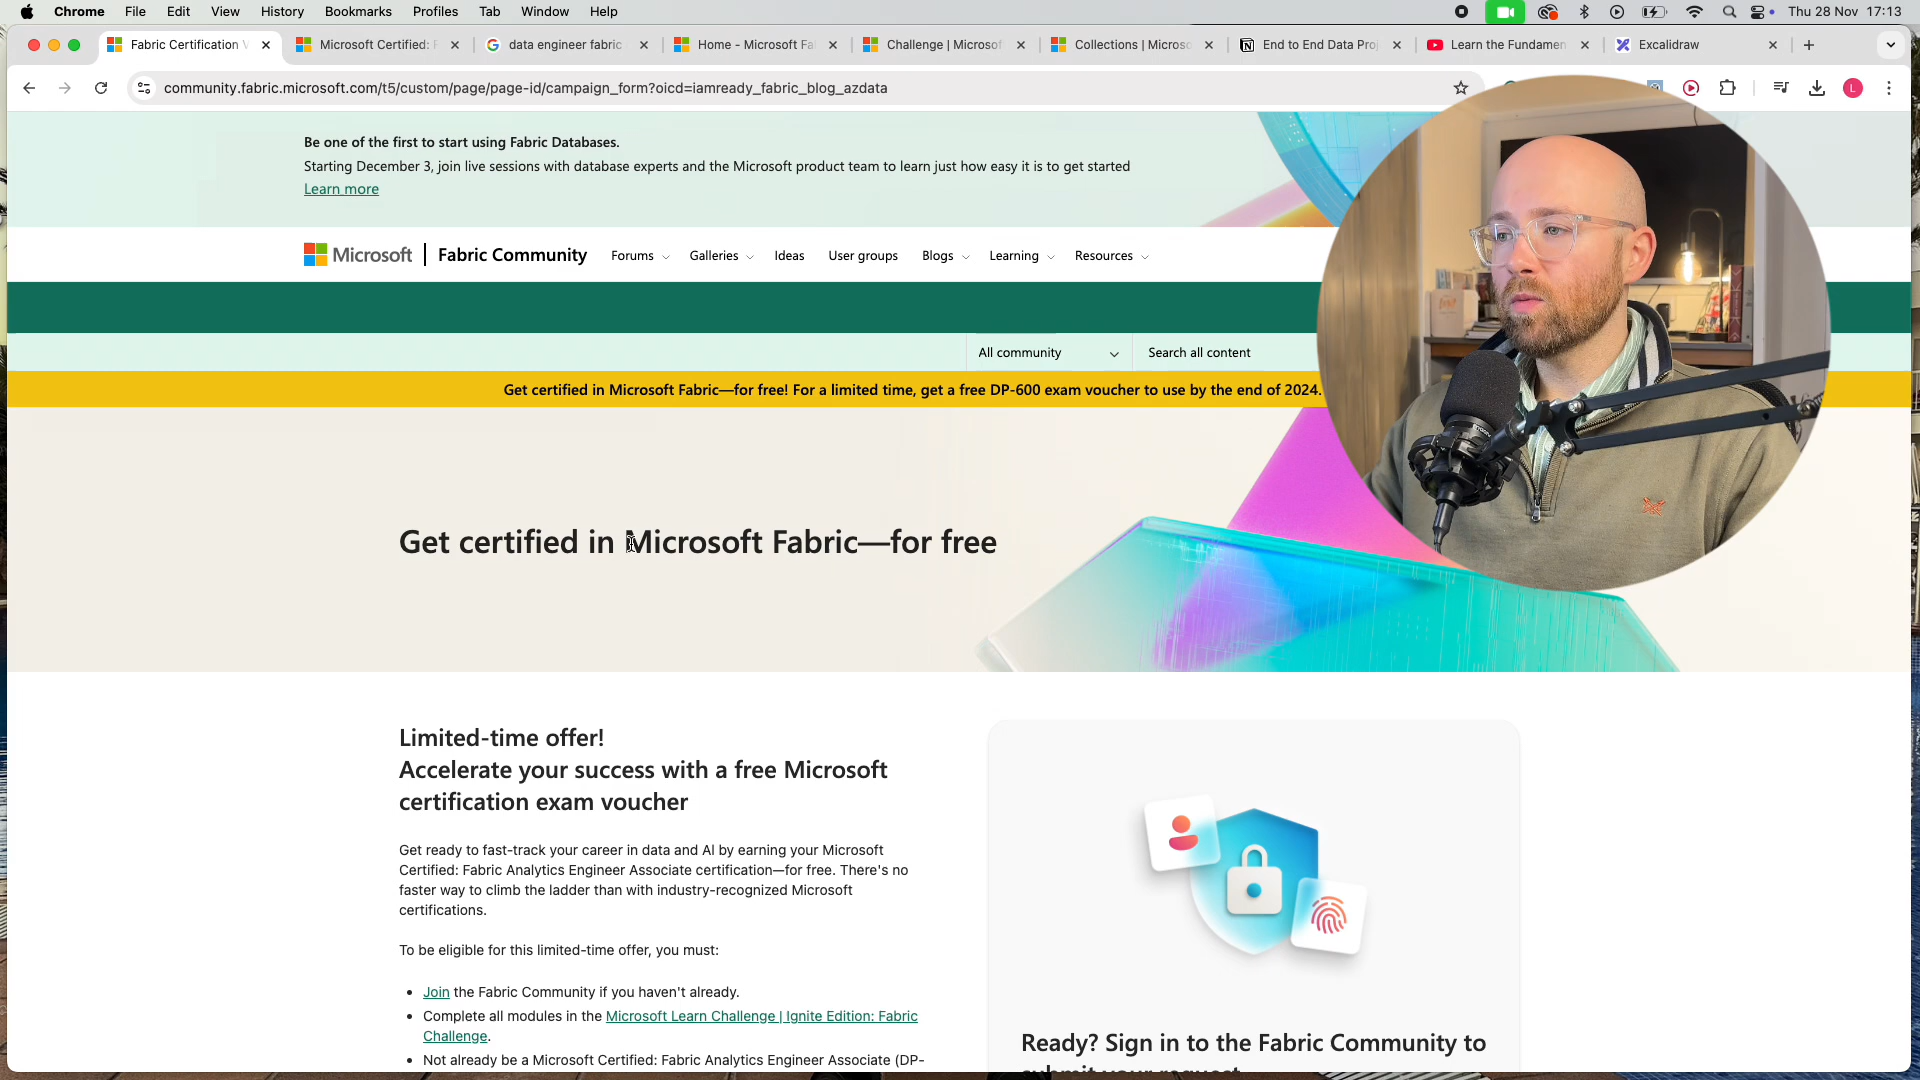 Chrome File Edit View History Bookmarks Profiles Tab Window Help Thu 28 Nov 17:13
Fabric Certification Microsoft Certified: data engineer fabric Home - Microsoft Fa Challenge | Microsof Collections | Microso End to End Data Pro Learn the Fundamen Excalidraw
community.fabric.microsoft.com/t5/custom/page/page-id/campaign_form?oicd=iamready_fabric_blog_azdata L
Be one of the first to start using Fabric Databases.
Starting December 3, join live sessions with database experts and the Microsoft product team to learn just how easy it is to get started
Learn more
Microsoft Fabric Community Forums Galleries Ideas User groups Blogs Learning Resources
All community Search all content
Get certified in Microsoft Fabric—for free! For a limited time, get a free DP-600 exam voucher to use by the end of 2024.
Get certified in Microsoft Fabric—for free
Limited-time offer!
Accelerate your success with a free Microsoft
certification exam voucher
Get ready to fast-track your career in data and AI by earning your Microsoft
Certified: Fabric Analytics Engineer Associate certification—for free. There's no
faster way to climb the ladder than with industry-recognized Microsoft
certifications.
To be eligible for this limited-time offer, you must:
• Join the Fabric Community if you haven't already.
• Complete all modules in the Microsoft Learn Challenge | Ignite Edition: Fabric
Challenge.
• Not already be a Microsoft Certified: Fabric Analytics Engineer Associate (DP-
Ready? Sign in to the Fabric Community to
submit your request